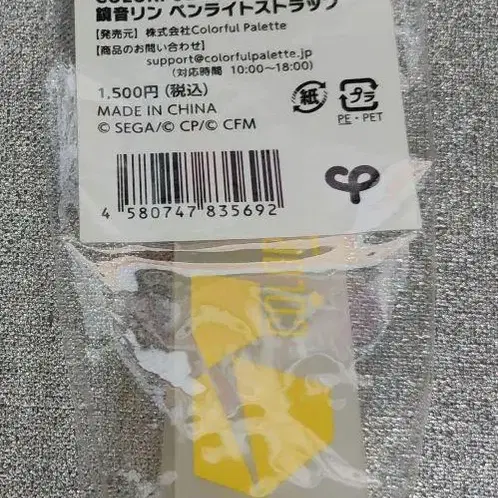 鏡音リン ペンライトストラップ
【発売元】株式会社Colorful Palette
【商品のお問い合わせ】
support@colorfulpalette.jp
(対応時間 10:00~18:00)
1,500円(税込)
MADE IN CHINA
© SEGA/© CP/© CFM
紙
プラ
PE・PET
4 580747 835692